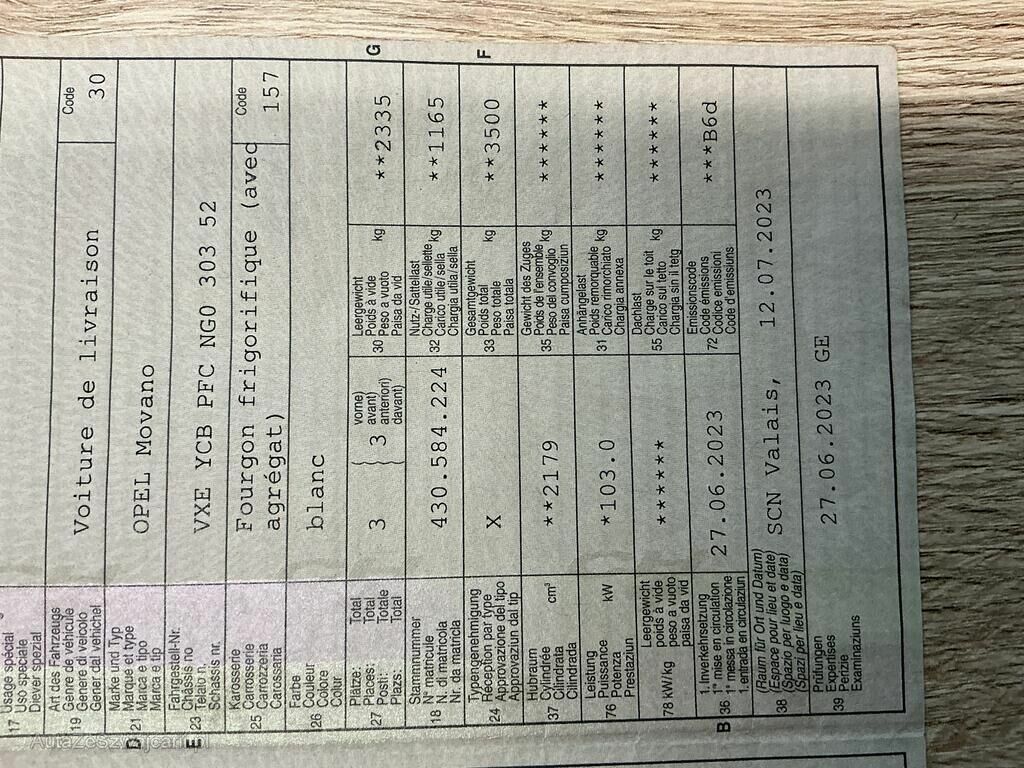 17 Usage spécial
Uso speciale
Diever spezial
Art des Fahrzeugs
Genre de véhicule
19 Genere di veicolo
Gener dal vehichel
Voiture de livraison
Code
30
Marke und Typ
Marque et type
D 21 Marca e tipo
Marca e tip
OPEL Movano
Fahrgestell-Nr.
Châssis no
E 23 Telaio n.
Schassis nr.
VXE YCB PFC NG0 303 52
Karosserie
Carrosserie
25 Carrozzeria
Carossaria
Fourgon frigorifique (avec
agrégat)
Code
157
Farbe
Couleur
26 Colore
Colur
blanc
Plätze: Total
Places: Total
27 Posti: Totale
Plazs: Total
3
3
vorne)
avant)
anteriori)
davant)
Leergewicht
30 Poids à vide kg
Peso a vuoto
Paisa da vid
**2335
G
Stammnummer
N° matricule
18 N. di matricola
Nr. da matricla
430.584.224
Nutz-/Sattellast
Charge utile/sellette
32 Carico utile/sella kg
Chargia utila/sella
**1165
Typengenehmigung
Réception par type
24 Approvazione del tipo
Approvaziun dal tip
X
Gesamtgewicht
33 Poids total kg
Peso totale
Paisa totala
**3500
F
Hubraum
37 Cylindrée cm³
Cilindrata
Cilindrada
**2179
Gewicht des Zuges
35 Poids de l'ensemble kg
Peso del convoglio
Paisa cumposiziun
******
Leistung
76 Puissance kW
Potenza
Prestaziun
*103.0
Anhängelast
Poids remorquable
31 Carico rimorchiato kg
Chargia annexa
******
Leergewicht
78 kW/kg poids à vide
peso a vuoto
paisa da vid
******
Dachlast
55 Charge sur le toit kg
Carico sul tetto
Chargia sin il tetg
******
1. Inverkehrsetzung
1re mise en circulation
B 36 1a messa in circolazione
1. entrada en circulaziun
27.06.2023
Emissionscode
Code émissions
72 Codice emissioni
Code d'emissiuns
***B6d
(Raum für Ort und Datum)
(Espace pour lieu et date)
38 (Spazio per luogo e data)
(Spazi per lieu e data)
SCN Valais, 12.07.2023
Prüfungen
Expertises
39 Perizie
Examinaziuns
27.06.2023 GE